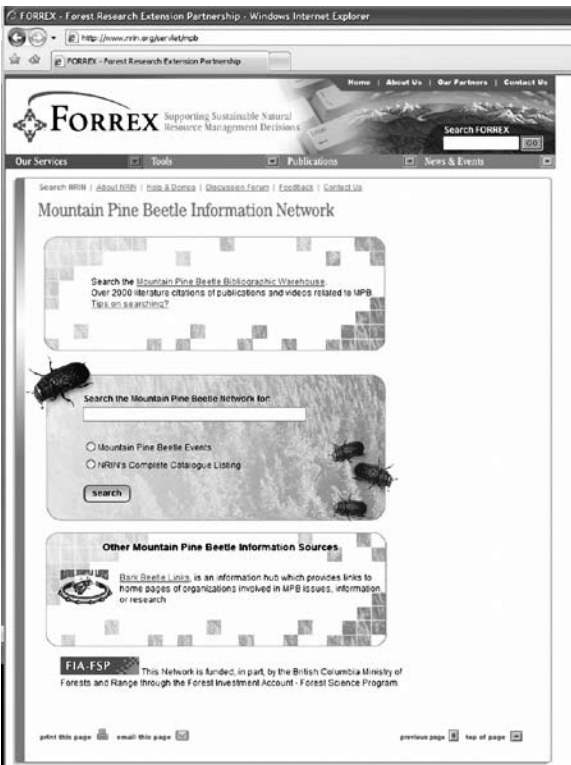 FORREX - Forest Research Extension Partnership - Windows Internet Explorer
http://www.nrin.org/servlet/mpb
FORREX - Forest Research Extension Partnership
Home | About Us | Our Partners | Contact Us
FORREX Supporting Sustainable Natural
Resource Management Decisions
Search FORREX
GO
Our Services Tools Publications News & Events
Search NRIN | About NRIN | Help & Demos | Discussion Forum | Feedback | Contact Us
Mountain Pine Beetle Information Network
Search the Mountain Pine Beetle Bibliographic Warehouse.
Over 2000 literature citations of publications and videos related to MPB
Tips on searching?
Search the Mountain Pine Beetle Network for:
Mountain Pine Beetle Events
NRIN's Complete Catalogue Listing
search
Other Mountain Pine Beetle Information Sources
BARK BEETLE LINKS
Bark Beetle Links, is an information hub which provides links to
home pages of organizations involved in MPB issues, information
or research
FIA-FSP
This Network is funded, in part, by the British Columbia Ministry of
Forests and Range through the Forest Investment Account - Forest Science Program
print this page email this page previous page top of page